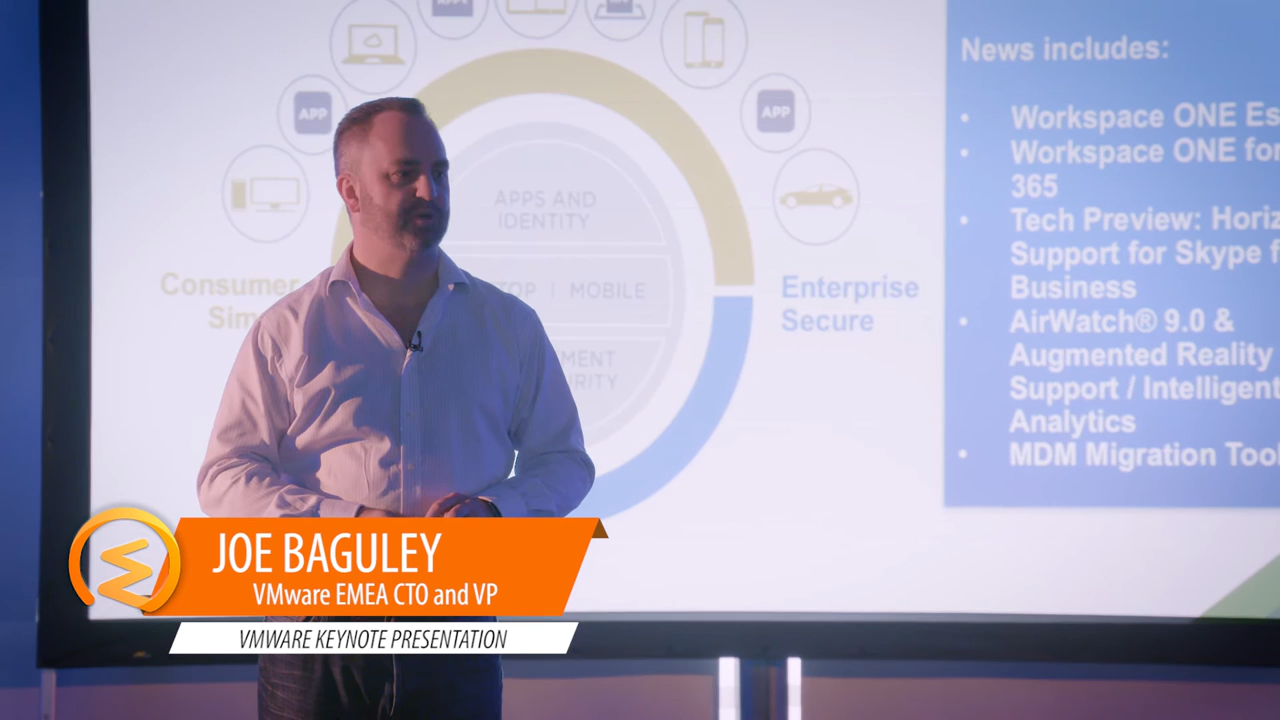 APP
APP
APPS AND
IDENTITY
TOP | MOBILE
MENT
Consumer
Enterprise
Secure
News includes:
• Workspace ONE Es
• Workspace ONE for
365
• Tech Preview: Horiz
Support for Skype f
Business
• AirWatch® 9.0 &
Augmented Reality
Support / Intelligent
Analytics
• MDM Migration Tool
JOE BAGULEY
VMware EMEA CTO and VP
VMWARE KEYNOTE PRESENTATION